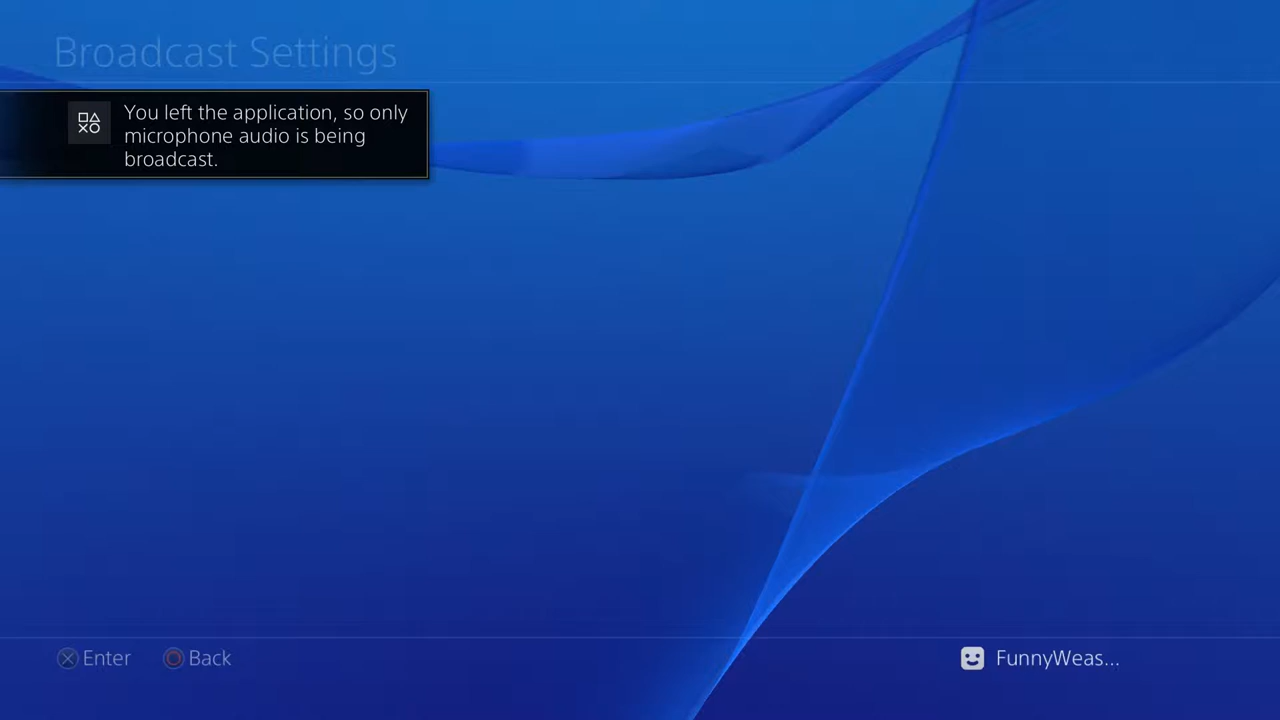 Broadcast Settings
You left the application, so only
microphone audio is being
broadcast.
Enter
Back
FunnyWeas...